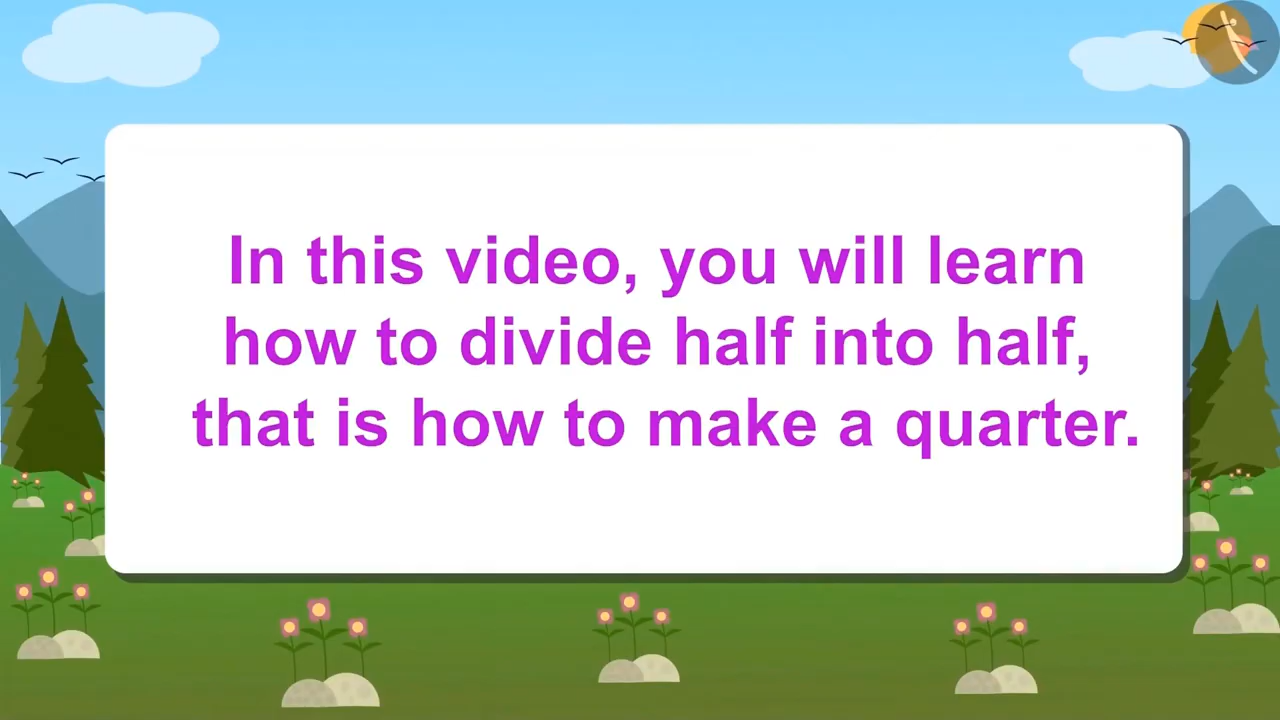 In this video, you will learn
how to divide half into half,
that is how to make a quarter.